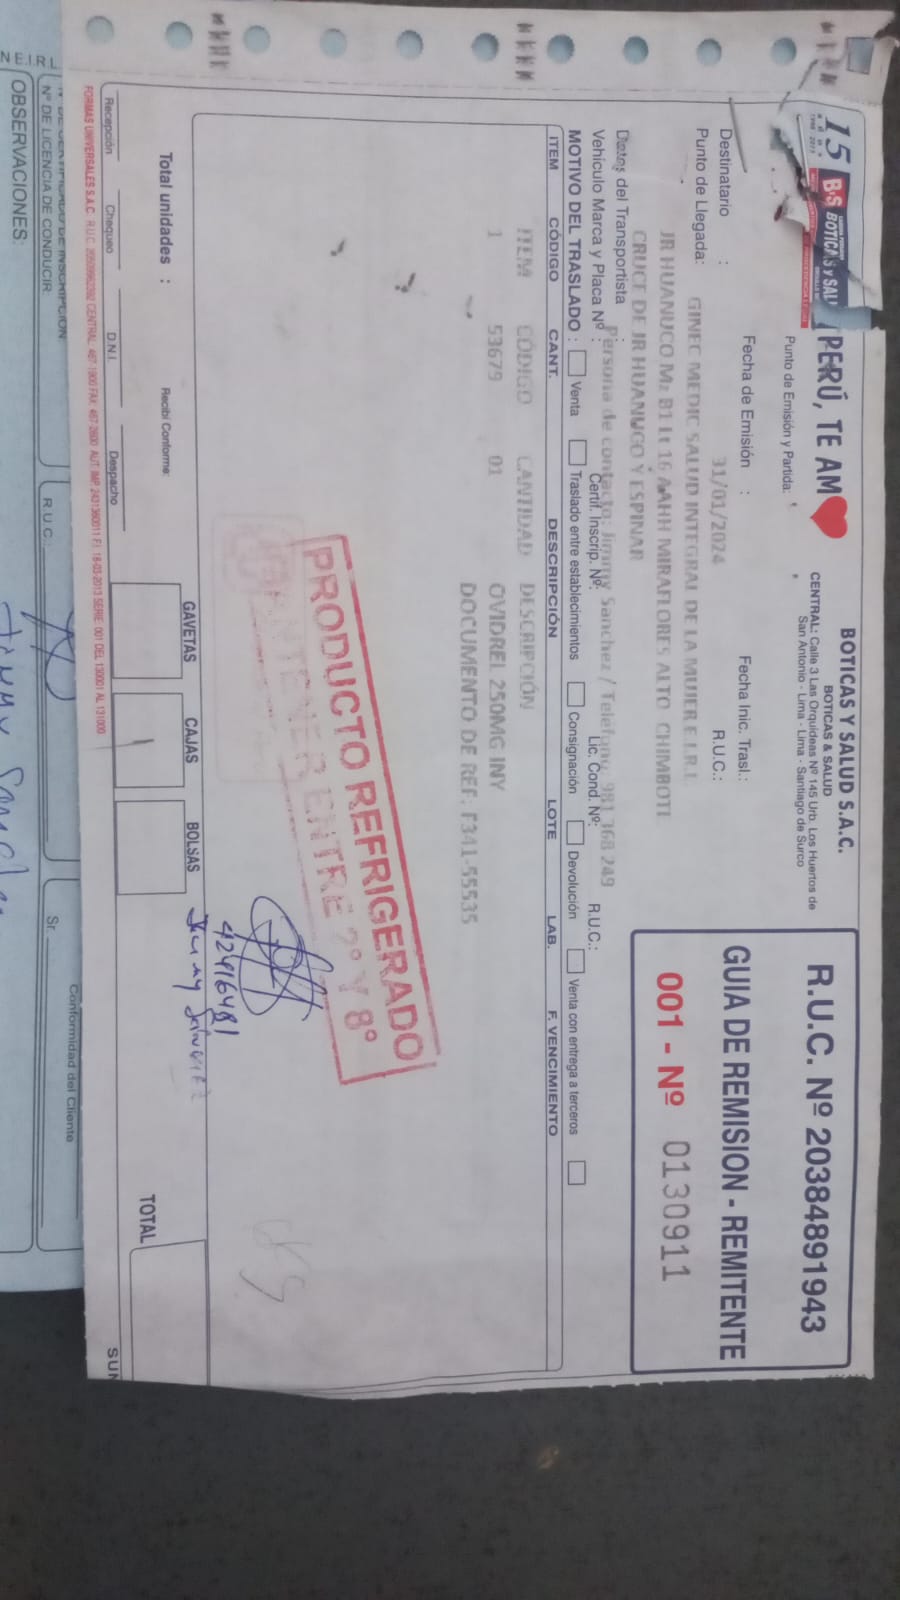 15
B·S
BOTICAS Y SALU
PERÚ, TE AM
BOTICAS Y SALUD S.A.C.
BOTICAS & SALUD
CENTRAL: Calle 3 Las Orquideas Nº 145 Urb. Los Huertos de
San Antonio - Lima - Lima - Santiago de Surco
R.U.C. Nº 20384891943
GUIA DE REMISION - REMITENTE
001 - Nº 0130911
Punto de Emisión y Partida:
Fecha de Emisión : 31/01/2024
Fecha Inic. Trasl.:
Destinatario : GINEC MEDIC SALUD INTEGRAL DE LA MUJER E.I.R.L
R.U.C.:
Punto de Llegada: JR HUANUCO Mz B1 Lt 16 AAHH MIRAFLORES ALTO CHIMBOTE
CRUCE DE JR HUANUCO Y ESPINAR
Datos del Transportista :
Persona de contacto: Jimmy Sanchez / Telefono: 981 368 249
Vehículo Marca y Placa Nº :
Certif. Inscrip. Nº:
Lic. Cond. Nº:
R.U.C.:
MOTIVO DEL TRASLADO : Venta Traslado entre establecimientos Consignación Devolución Venta con entrega a terceros
ITEM CÓDIGO CANT. DESCRIPCIÓN LOTE LAB. F. VENCIMIENTO
ITEM CÓDIGO CANTIDAD DESCRIPCIÓN
1 53679 01 OVIDREL 250MG INY
DOCUMENTO DE REF: F341-55535
PRODUCTO REFRIGERADO
MANTENER ENTRE 2º Y 8º
42416481
Total unidades :
Recibí Conforme:
GAVETAS
CAJAS
BOLSAS
TOTAL
Recepción
Chequeo
D.N.I.
Despacho
FORMAS UNIVERSALES S.A.C.
SUN
N E.I.R.L
Nº DE LICENCIA DE CONDUCIR:
R.U.C.:
Sr.
Conformidad del Cliente
OBSERVACIONES: